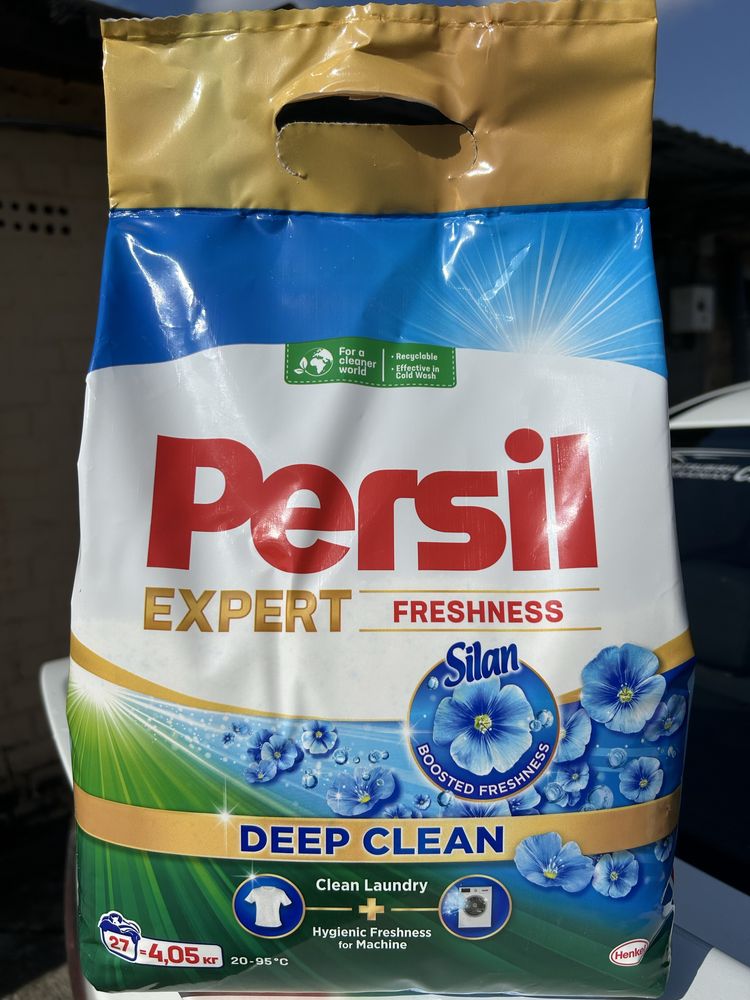 For a
cleaner
world
• Recyclable
• Effective in
Cold Wash
Persil
EXPERT
FRESHNESS
Silan
BOOSTED FRESHNESS
DEEP CLEAN
Clean Laundry
+
Hygienic Freshness
for Machine
27 = 4,05 кг
20-95°C
Henkel